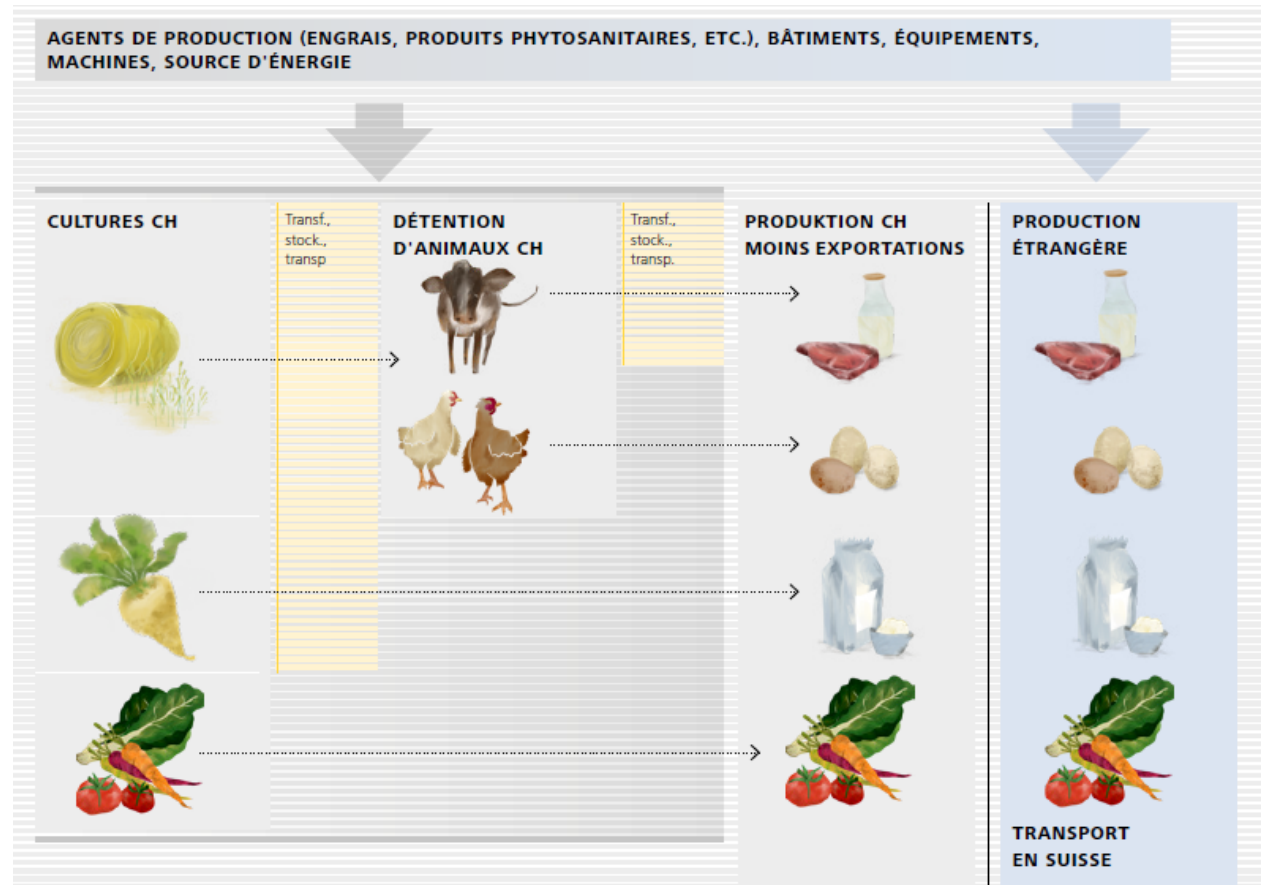 AGENTS DE PRODUCTION (ENGRAIS, PRODUITS PHYTOSANITAIRES, ETC.), BÂTIMENTS, ÉQUIPEMENTS,
MACHINES, SOURCE D'ÉNERGIE
CULTURES CH
Transf.,
stock.,
transp
DÉTENTION
D'ANIMAUX CH
Transf.,
stock.,
transp.
PRODUKTION CH
MOINS EXPORTATIONS
PRODUCTION
ÉTRANGÈRE
TRANSPORT
EN SUISSE